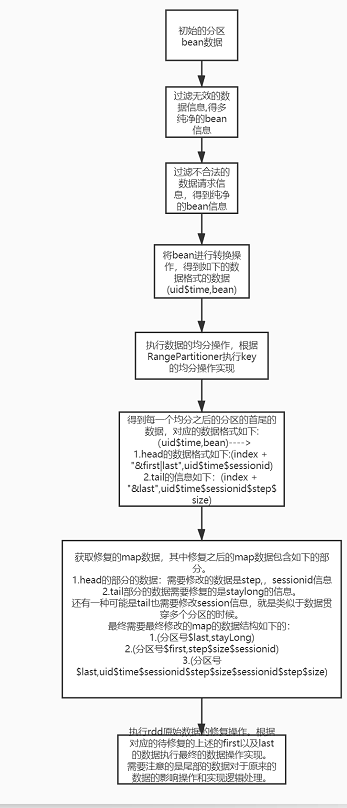 初始的分区
bean数据
过滤无效的数
据信息,得多
纯净的bean
信息
过滤不合法的
数据请求信
息，得到纯净
的bean信息
将bean进行转换操
作，得到如下的数
据格式的数据
(uid$time,bean)
执行数据的均分操作，根据
RangePartitioner执行key
的均分操作实现
得到每一个均分之后的分区的首尾的
数据，对应的数据格式如下:
(uid$time,bean)---->
1.head的数据格式如下:(index +
"&first|last",uid$time$sessionid)
2.tail的信息如下：(index +
"&last",uid$time$sessionid$step$
size)
获取修复的map数据，其中修复之后的map数据包含如下的部
分。
1.head的部分的数据：需要修改的数据是step,，sessionid信息
2.tail部分的数据需要修复的是staylong的信息。
还有一种可能是tail也需要修改session信息，就是类似于数据贯
穿多个分区的时候。
最终需要最终修改的map的数据结构如下的：
1.(分区号$last,stayLong)
2.(分区号$first,step$size$sessionid)
3.(分区号
$last,uid$time$sessionid$step$size$sessionid$step$size)
执行rdd原始数据的修复操作，根据
对应的待修复的上述的first以及last
的数据执行最终的数据操作实现。
需要注意的是尾部的数据对于原来的
数据的影响操作和实现逻辑处理。